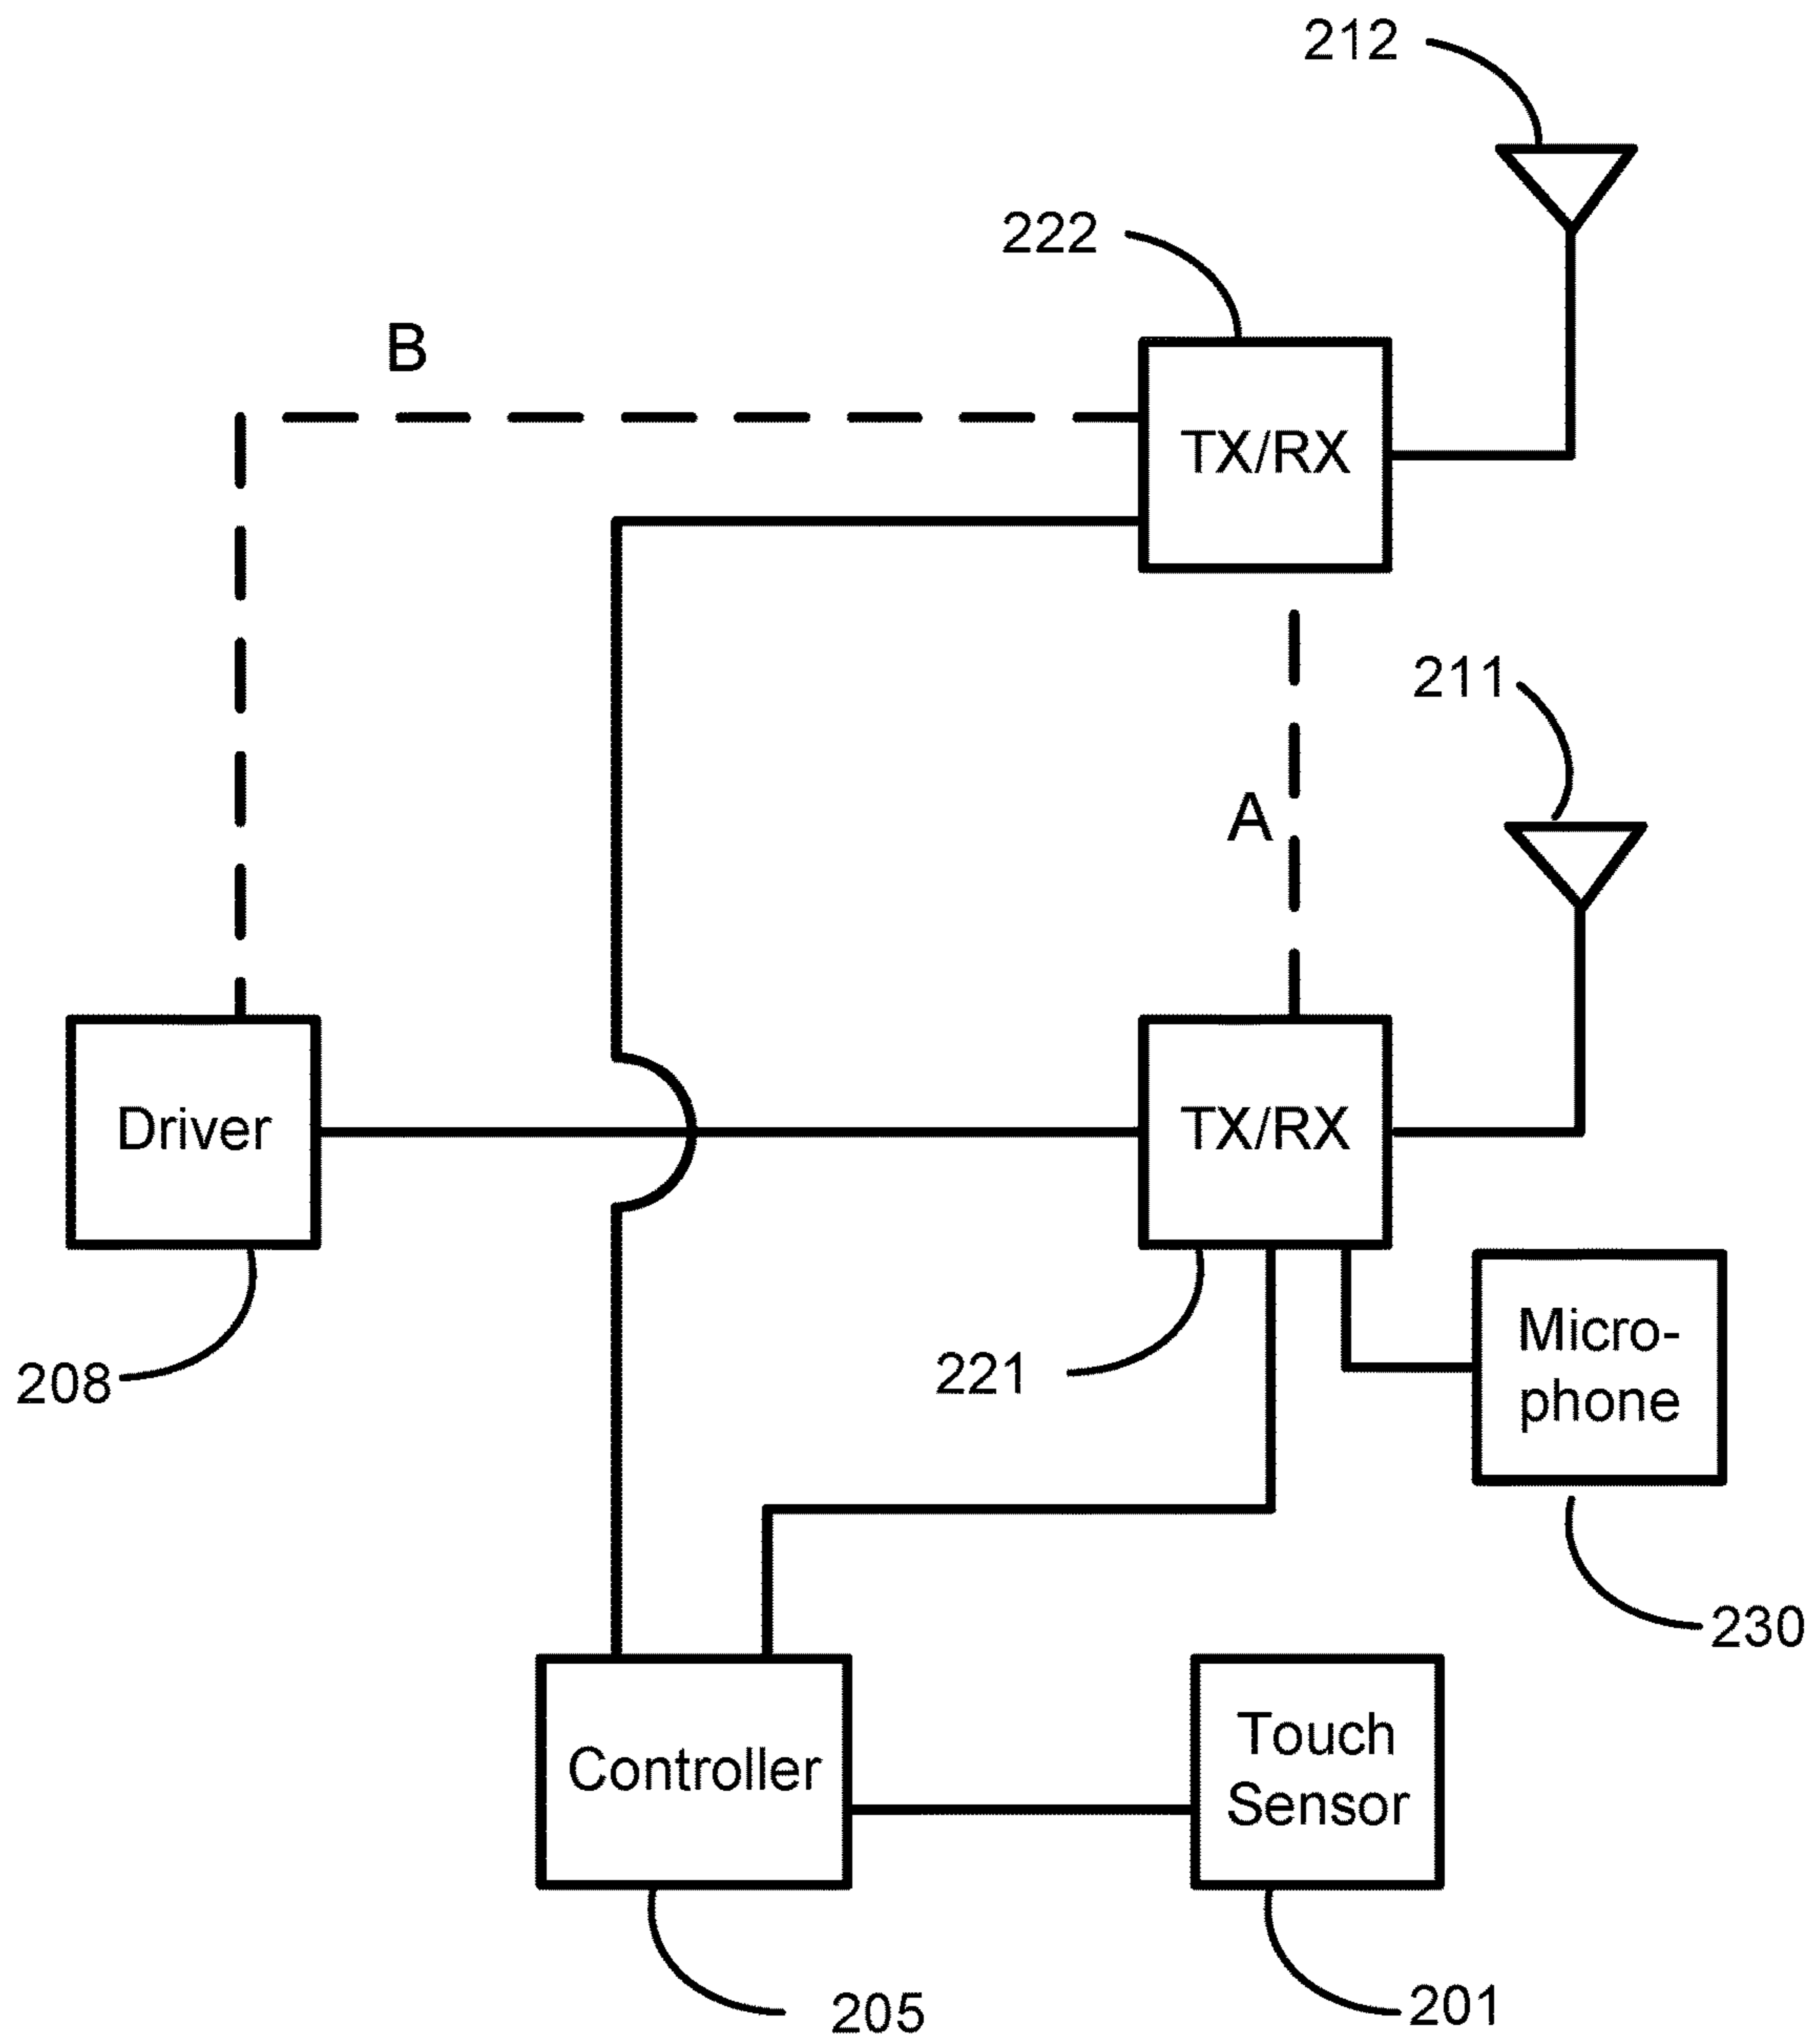 212
222
B
TX/RX
211
A
Driver
TX/RX
Micro-
phone
208
221
230
Controller
Touch
Sensor
205
201